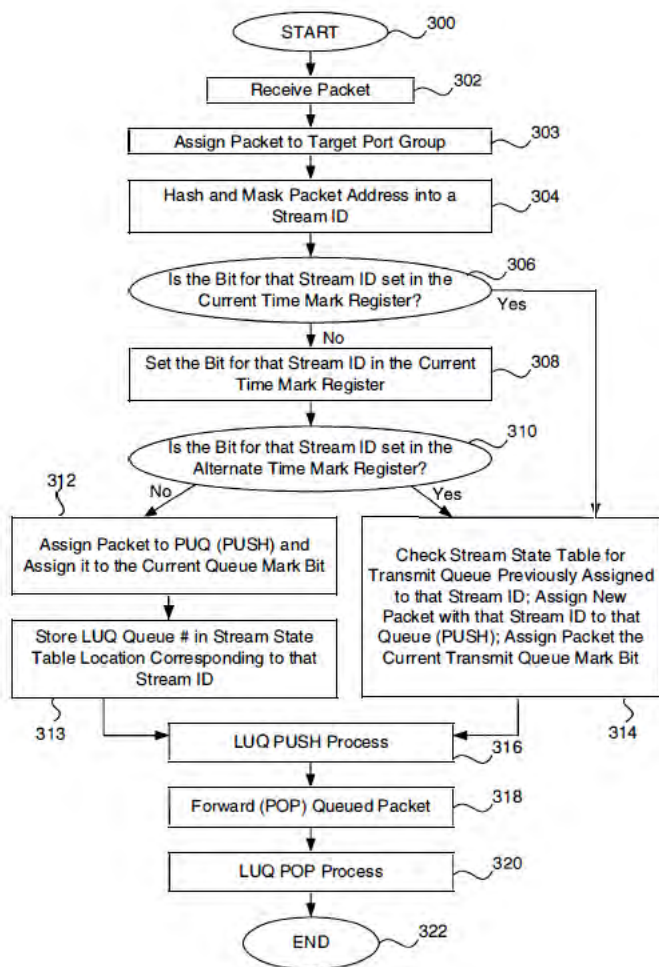 START
300
Receive Packet
302
Assign Packet to Target Port Group
303
Hash and Mask Packet Address into a
Stream ID
304
Is the Bit for that Stream ID set in the
Current Time Mark Register?
306
Yes
No
Set the Bit for that Stream ID in the Current
Time Mark Register
308
Is the Bit for that Stream ID set in the
Alternate Time Mark Register?
310
312
No
Yes
Assign Packet to PUQ (PUSH) and
Assign it to the Current Queue Mark Bit
Check Stream State Table for
Transmit Queue Previously Assigned
to that Stream ID; Assign New
Packet with that Stream ID to that
Queue (PUSH); Assign Packet the
Current Transmit Queue Mark Bit
Store LUQ Queue # in Stream State
Table Location Corresponding to that
Stream ID
313
314
LUQ PUSH Process
316
Forward (POP) Queued Packet
318
LUQ POP Process
320
END
322